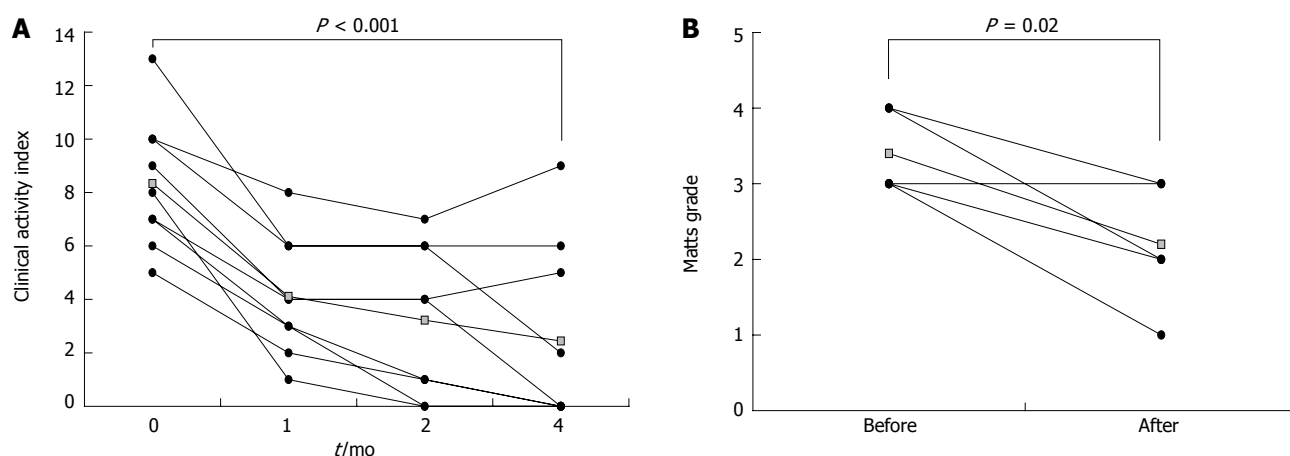 A
P < 0.001
Clinical activity index
14
12
10
8
6
4
2
0
0 1 2 4
t/mo
B
P = 0.02
Matts grade
5
4
3
2
1
0
Before After